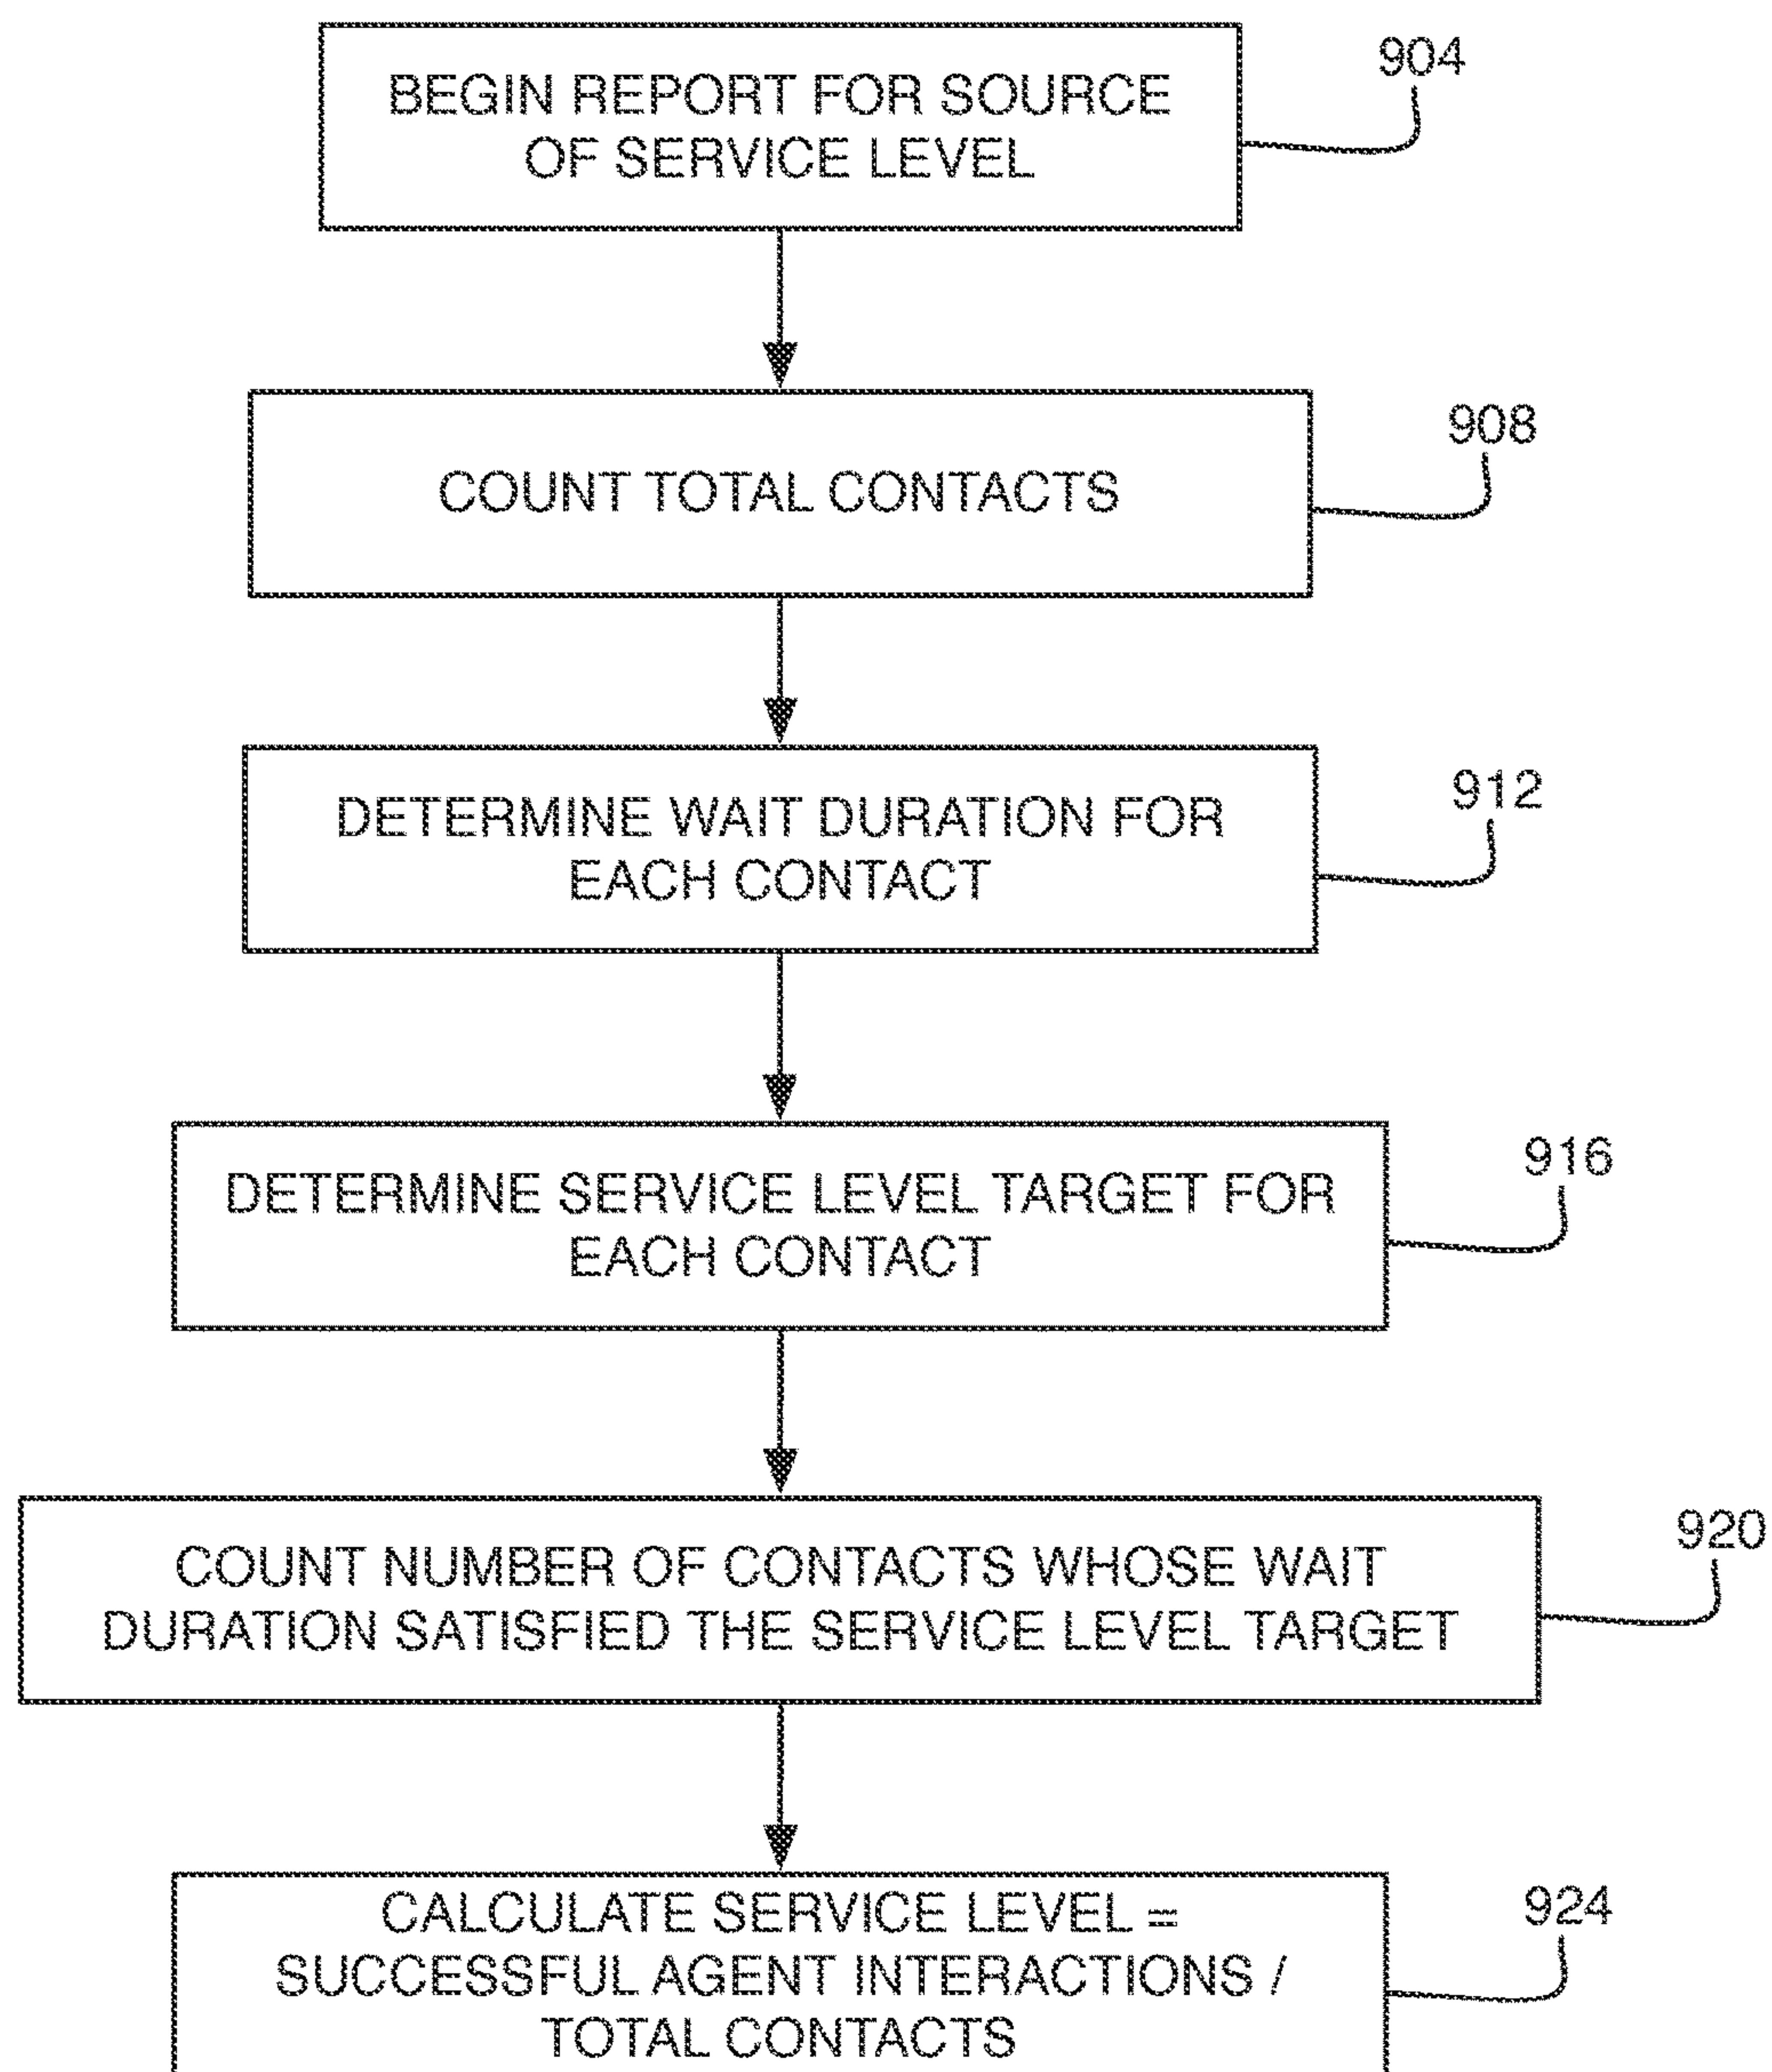 BEGIN REPORT FOR SOURCE
OF SERVICE LEVEL
904
COUNT TOTAL CONTACTS
908
DETERMINE WAIT DURATION FOR
EACH CONTACT
912
DETERMINE SERVICE LEVEL TARGET FOR
EACH CONTACT
916
COUNT NUMBER OF CONTACTS WHOSE WAIT
DURATION SATISFIED THE SERVICE LEVEL TARGET
920
CALCULATE SERVICE LEVEL =
SUCCESSFUL AGENT INTERACTIONS /
TOTAL CONTACTS
924